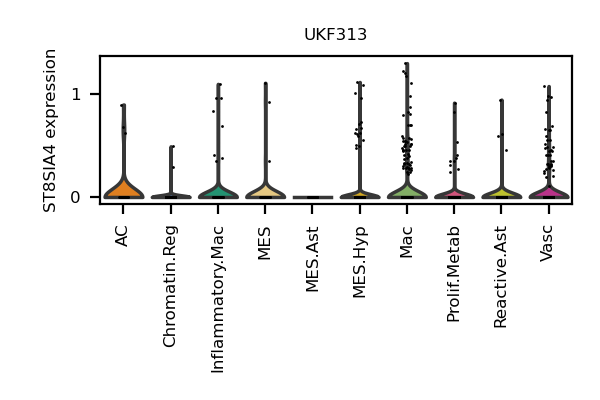 UKF313
ST8SIA4 expression
1
0
AC
Chromatin.Reg
Inflammatory.Mac
MES
MES.Ast
MES.Hyp
Mac
Prolif.Metab
Reactive.Ast
Vasc